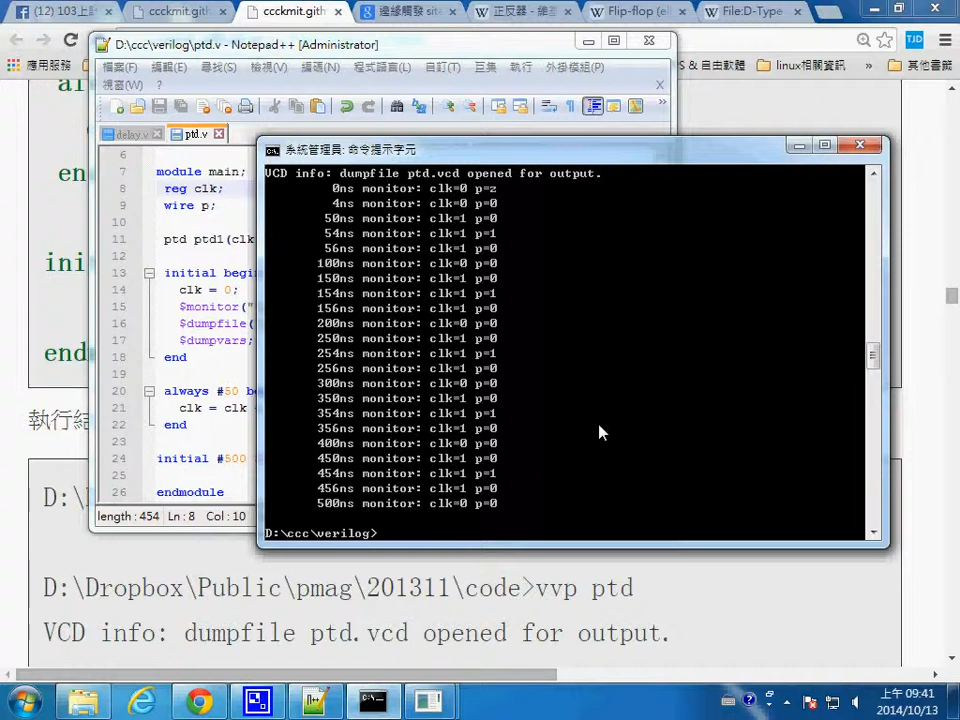 (12) 103上
ccckmit.gith
ccckmit.gith
邊緣觸發 site
正反器 - 維基
Flip-flop (el
File:D-Type
應用服務
S & 自由軟體
linux相關資訊
»
其他書籤
D:\ccc\verilog\ptd.v - Notepad++ [Administrator]
檔案(F) 編輯(E) 尋找(S) 檢視(V) 編碼(N) 程式語言(L) 自訂(T) 巨集 執行 外掛模組(P)
視窗(W) ? X
delay.v
ptd.v
6
7 module main;
8 reg clk;
9 wire p;
10
11 ptd ptd1(clk
12
13 initial begi
14 clk = 0;
15 $monitor("
16 $dumpfile(
17 $dumpvars;
18 end
19
20 always #50 b
21 clk = clk
22 end
23
24 initial #500
25
26 endmodule
length : 454 Ln : 8 Col : 10
系統管理員: 命令提示字元
VCD info: dumpfile ptd.vcd opened for output.
0ns monitor: clk=0 p=z
4ns monitor: clk=0 p=0
50ns monitor: clk=1 p=0
54ns monitor: clk=1 p=1
56ns monitor: clk=1 p=0
100ns monitor: clk=0 p=0
150ns monitor: clk=1 p=0
154ns monitor: clk=1 p=1
156ns monitor: clk=1 p=0
200ns monitor: clk=0 p=0
250ns monitor: clk=1 p=0
254ns monitor: clk=1 p=1
256ns monitor: clk=1 p=0
300ns monitor: clk=0 p=0
350ns monitor: clk=1 p=0
354ns monitor: clk=1 p=1
356ns monitor: clk=1 p=0
400ns monitor: clk=0 p=0
450ns monitor: clk=1 p=0
454ns monitor: clk=1 p=1
456ns monitor: clk=1 p=0
500ns monitor: clk=0 p=0
D:\ccc\verilog>
al
en
ini
end
執行結
D:\
D:\Dropbox\Public\pmag\201311\code>vvp ptd
VCD info: dumpfile ptd.vcd opened for output.
上午 09:41
2014/10/13